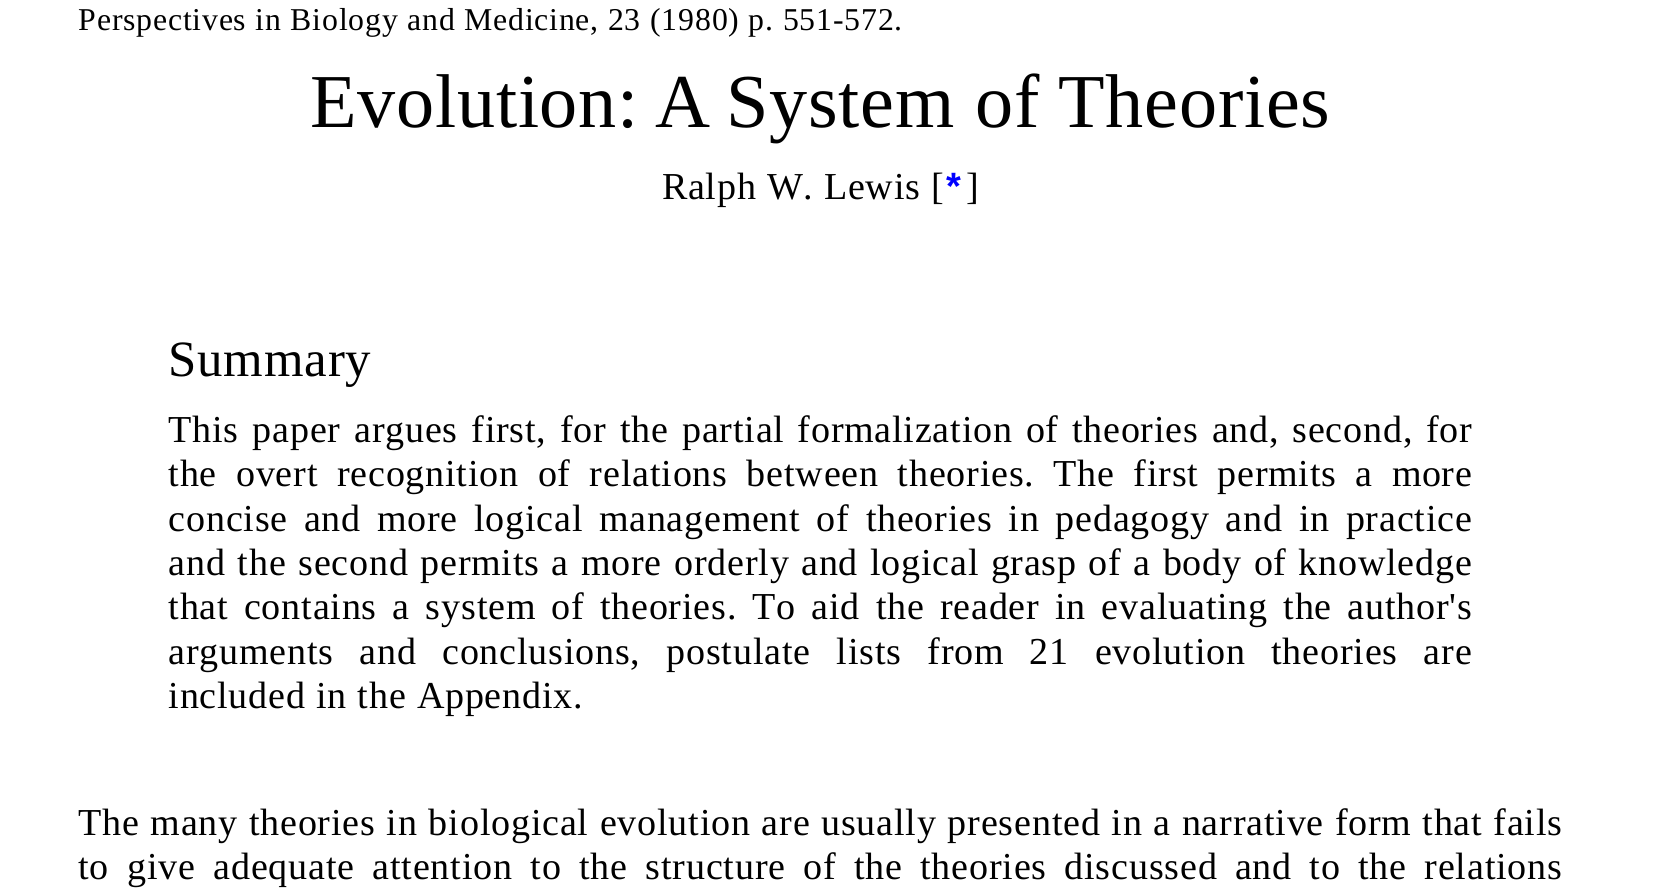 Perspectives in Biology and Medicine, 23 (1980) p. 551-572.
Evolution: A System of Theories
Ralph W. Lewis [*]
Summary
This paper argues first, for the partial formalization of theories and, second, for
the overt recognition of relations between theories. The first permits a more
concise and more logical management of theories in pedagogy and in practice
and the second permits a more orderly and logical grasp of a body of knowledge
that contains a system of theories. To aid the reader in evaluating the author's
arguments and conclusions, postulate lists from 21 evolution theories are
included in the Appendix.
The many theories in biological evolution are usually presented in a narrative form that fails
to give adequate attention to the structure of the theories discussed and to the relations